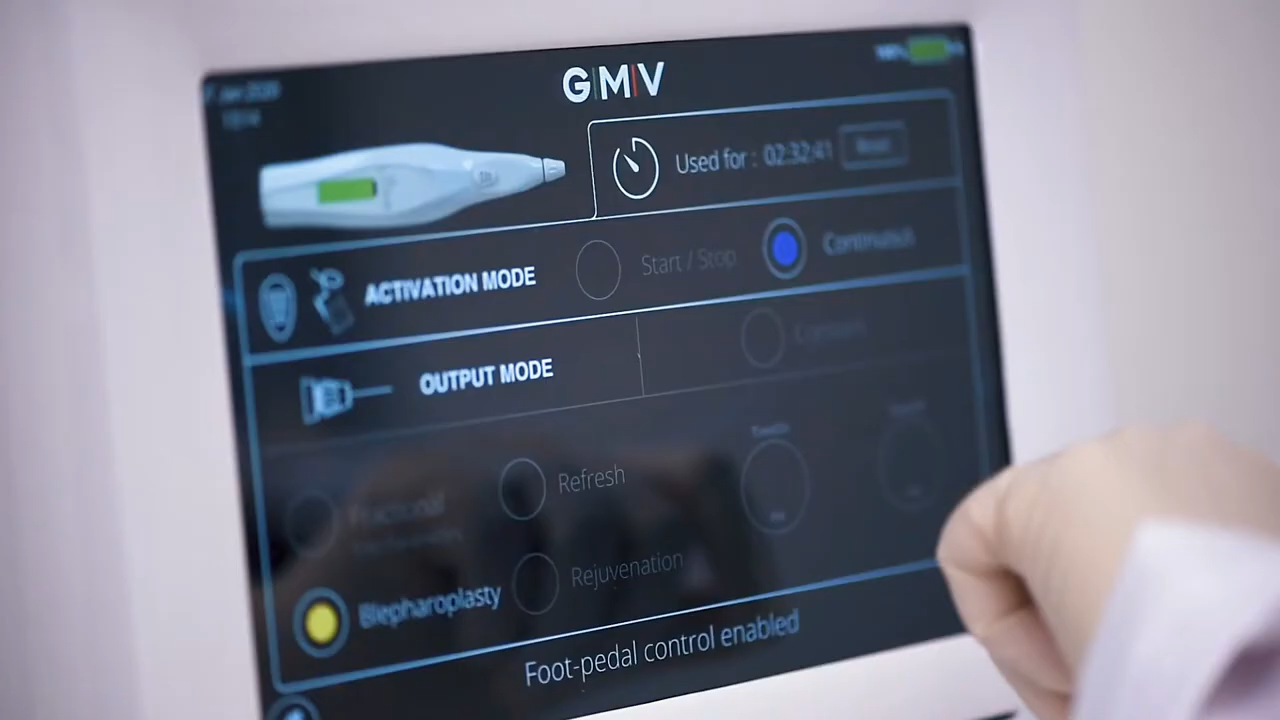 G|M|V
Used for : 02:32:41
Reset
ACTIVATION MODE
Start / Stop
Continuous
OUTPUT MODE
Refresh
Rejuvenation
Blepharoplasty
Foot-pedal control enabled